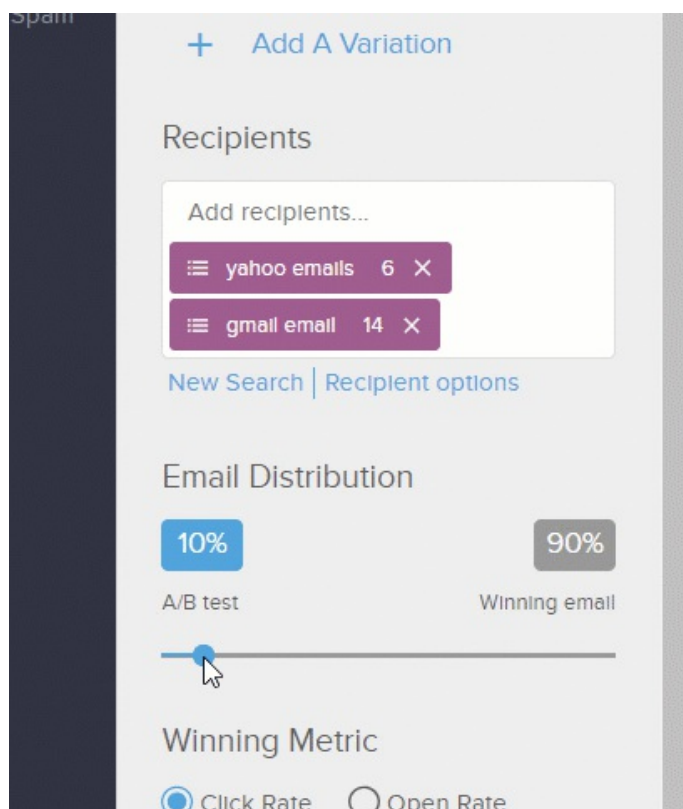 Spam
+ Add A Variation
Recipients
Add recipients...
yahoo emails 6 ×
gmail email 14 ×
New Search | Recipient options
Email Distribution
10% 90%
A/B test Winning email
Winning Metric
Click Rate Open Rate